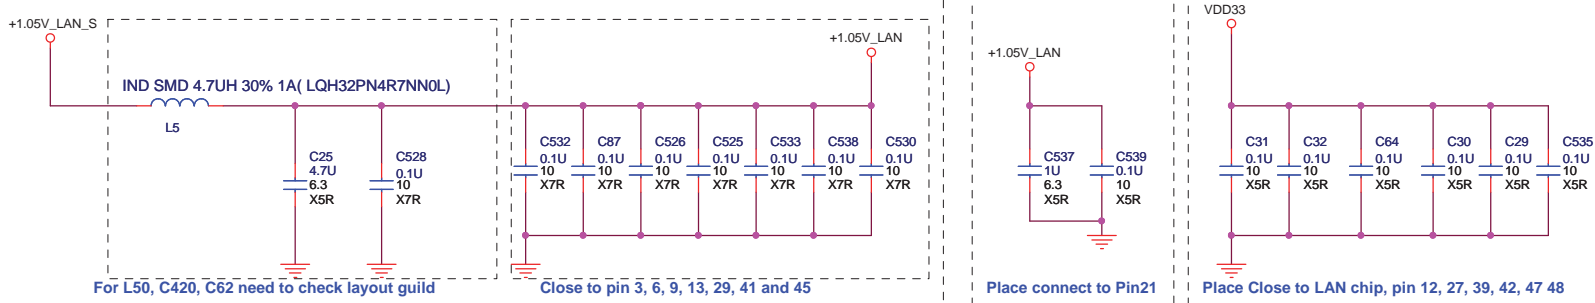 +1.05V_LAN_S
IND SMD 4.7UH 30% 1A( LQH32PN4R7NN0L)
L5
C25
4.7U
6.3
X5R
C528
0.1U
10
X7R
For L50, C420, C62 need to check layout guild
+1.05V_LAN
C532
0.1U
10
X7R
C87
0.1U
10
X7R
C526
0.1U
10
X7R
C525
0.1U
10
X7R
C533
0.1U
10
X7R
C538
0.1U
10
X7R
C530
0.1U
10
X7R
Close to pin 3, 6, 9, 13, 29, 41 and 45
+1.05V_LAN
C537
1U
6.3
X5R
C539
0.1U
10
X5R
Place connect to Pin21
VDD33
C31
0.1U
10
X5R
C32
0.1U
10
X5R
C64
0.1U
10
X5R
C30
0.1U
10
X5R
C29
0.1U
10
X5R
C535
0.1U
10
X5R
Place Close to LAN chip, pin 12, 27, 39, 42, 47 48